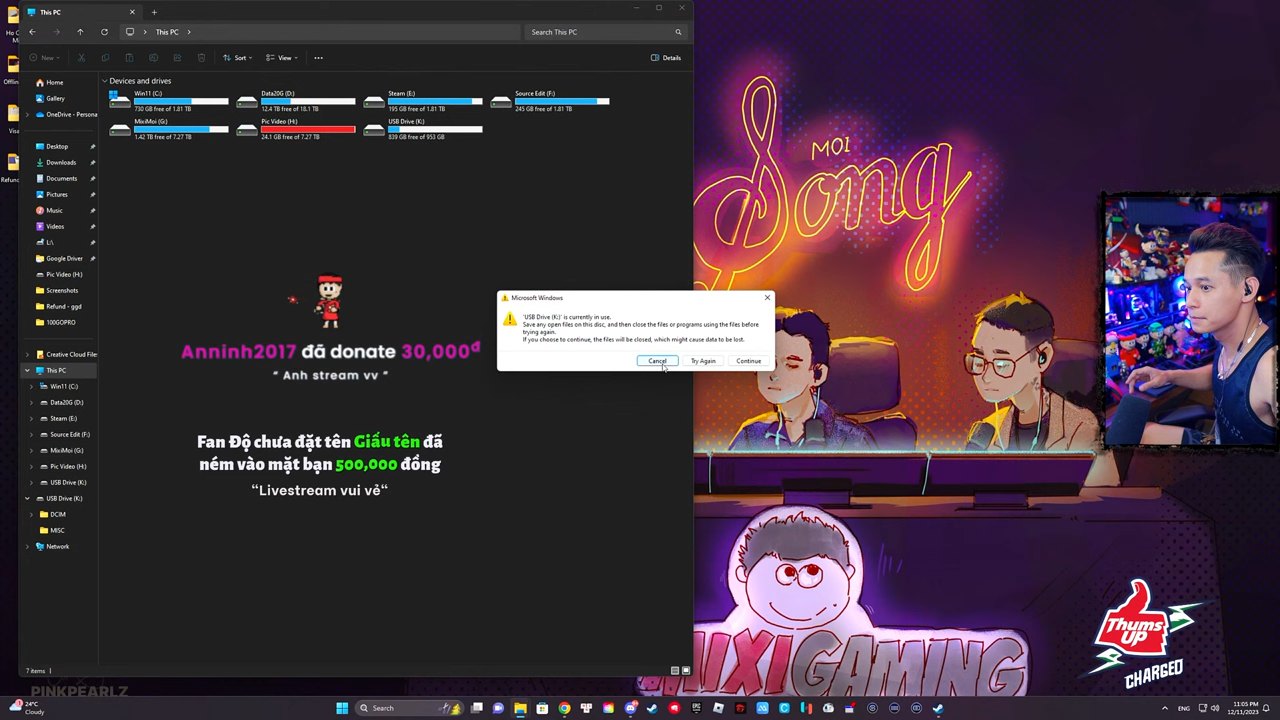 This PC
This PC
Search This PC
New
Sort
View
Details
Home
Gallery
OneDrive - Persona
Desktop
Downloads
Documents
Pictures
Music
Videos
L:\
Google Driver
Pic Video (H:)
Screenshots
Refund - ggd
100GOPRO
Creative Cloud Files
This PC
Win11 (C:)
Data20G (D:)
Steam (E:)
Source Edit (F:)
MixiMoi (G:)
Pic Video (H:)
USB Drive (K:)
USB Drive (K:)
DCIM
MISC
Network
Devices and drives
Win11 (C:)
730 GB free of 1.81 TB
Data20G (D:)
12.4 TB free of 18.1 TB
Steam (E:)
195 GB free of 1.81 TB
Source Edit (F:)
245 GB free of 1.81 TB
MixiMoi (G:)
1.42 TB free of 7.27 TB
Pic Video (H:)
24.1 GB free of 7.27 TB
USB Drive (K:)
839 GB free of 953 GB
Anninh2017 đã donate 30,000đ
“ Anh stream vv ”
Fan Độ chưa đặt tên Giấu tên đã
ném vào mặt bạn 500,000 đồng
“Livestream vui vẻ“
Microsoft Windows
'USB Drive (K:)' is currently in use.
Save any open files on this disc, and then close the files or programs using the files before
trying again.
If you choose to continue, the files will be closed, which might cause data to be lost.
Cancel
Try Again
Continue
MOI
Song
MIXIGAMING
Thums
UP
CHARGED
7 items
PINKPEARLZ
24°C
Cloudy
Search
ENG
11:05 PM
12/11/2023